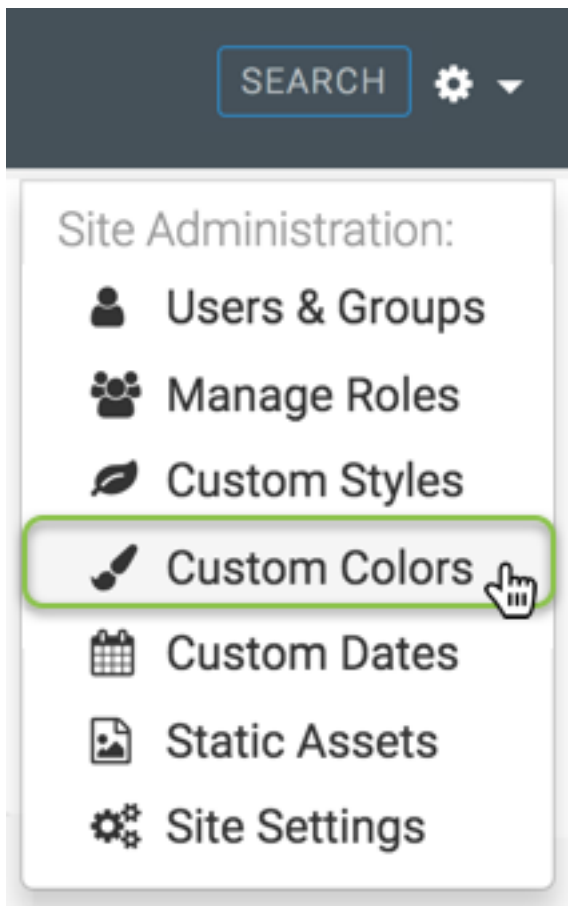 SEARCH
Site Administration:
Users & Groups
Manage Roles
Custom Styles
Custom Colors
Custom Dates
Static Assets
Site Settings